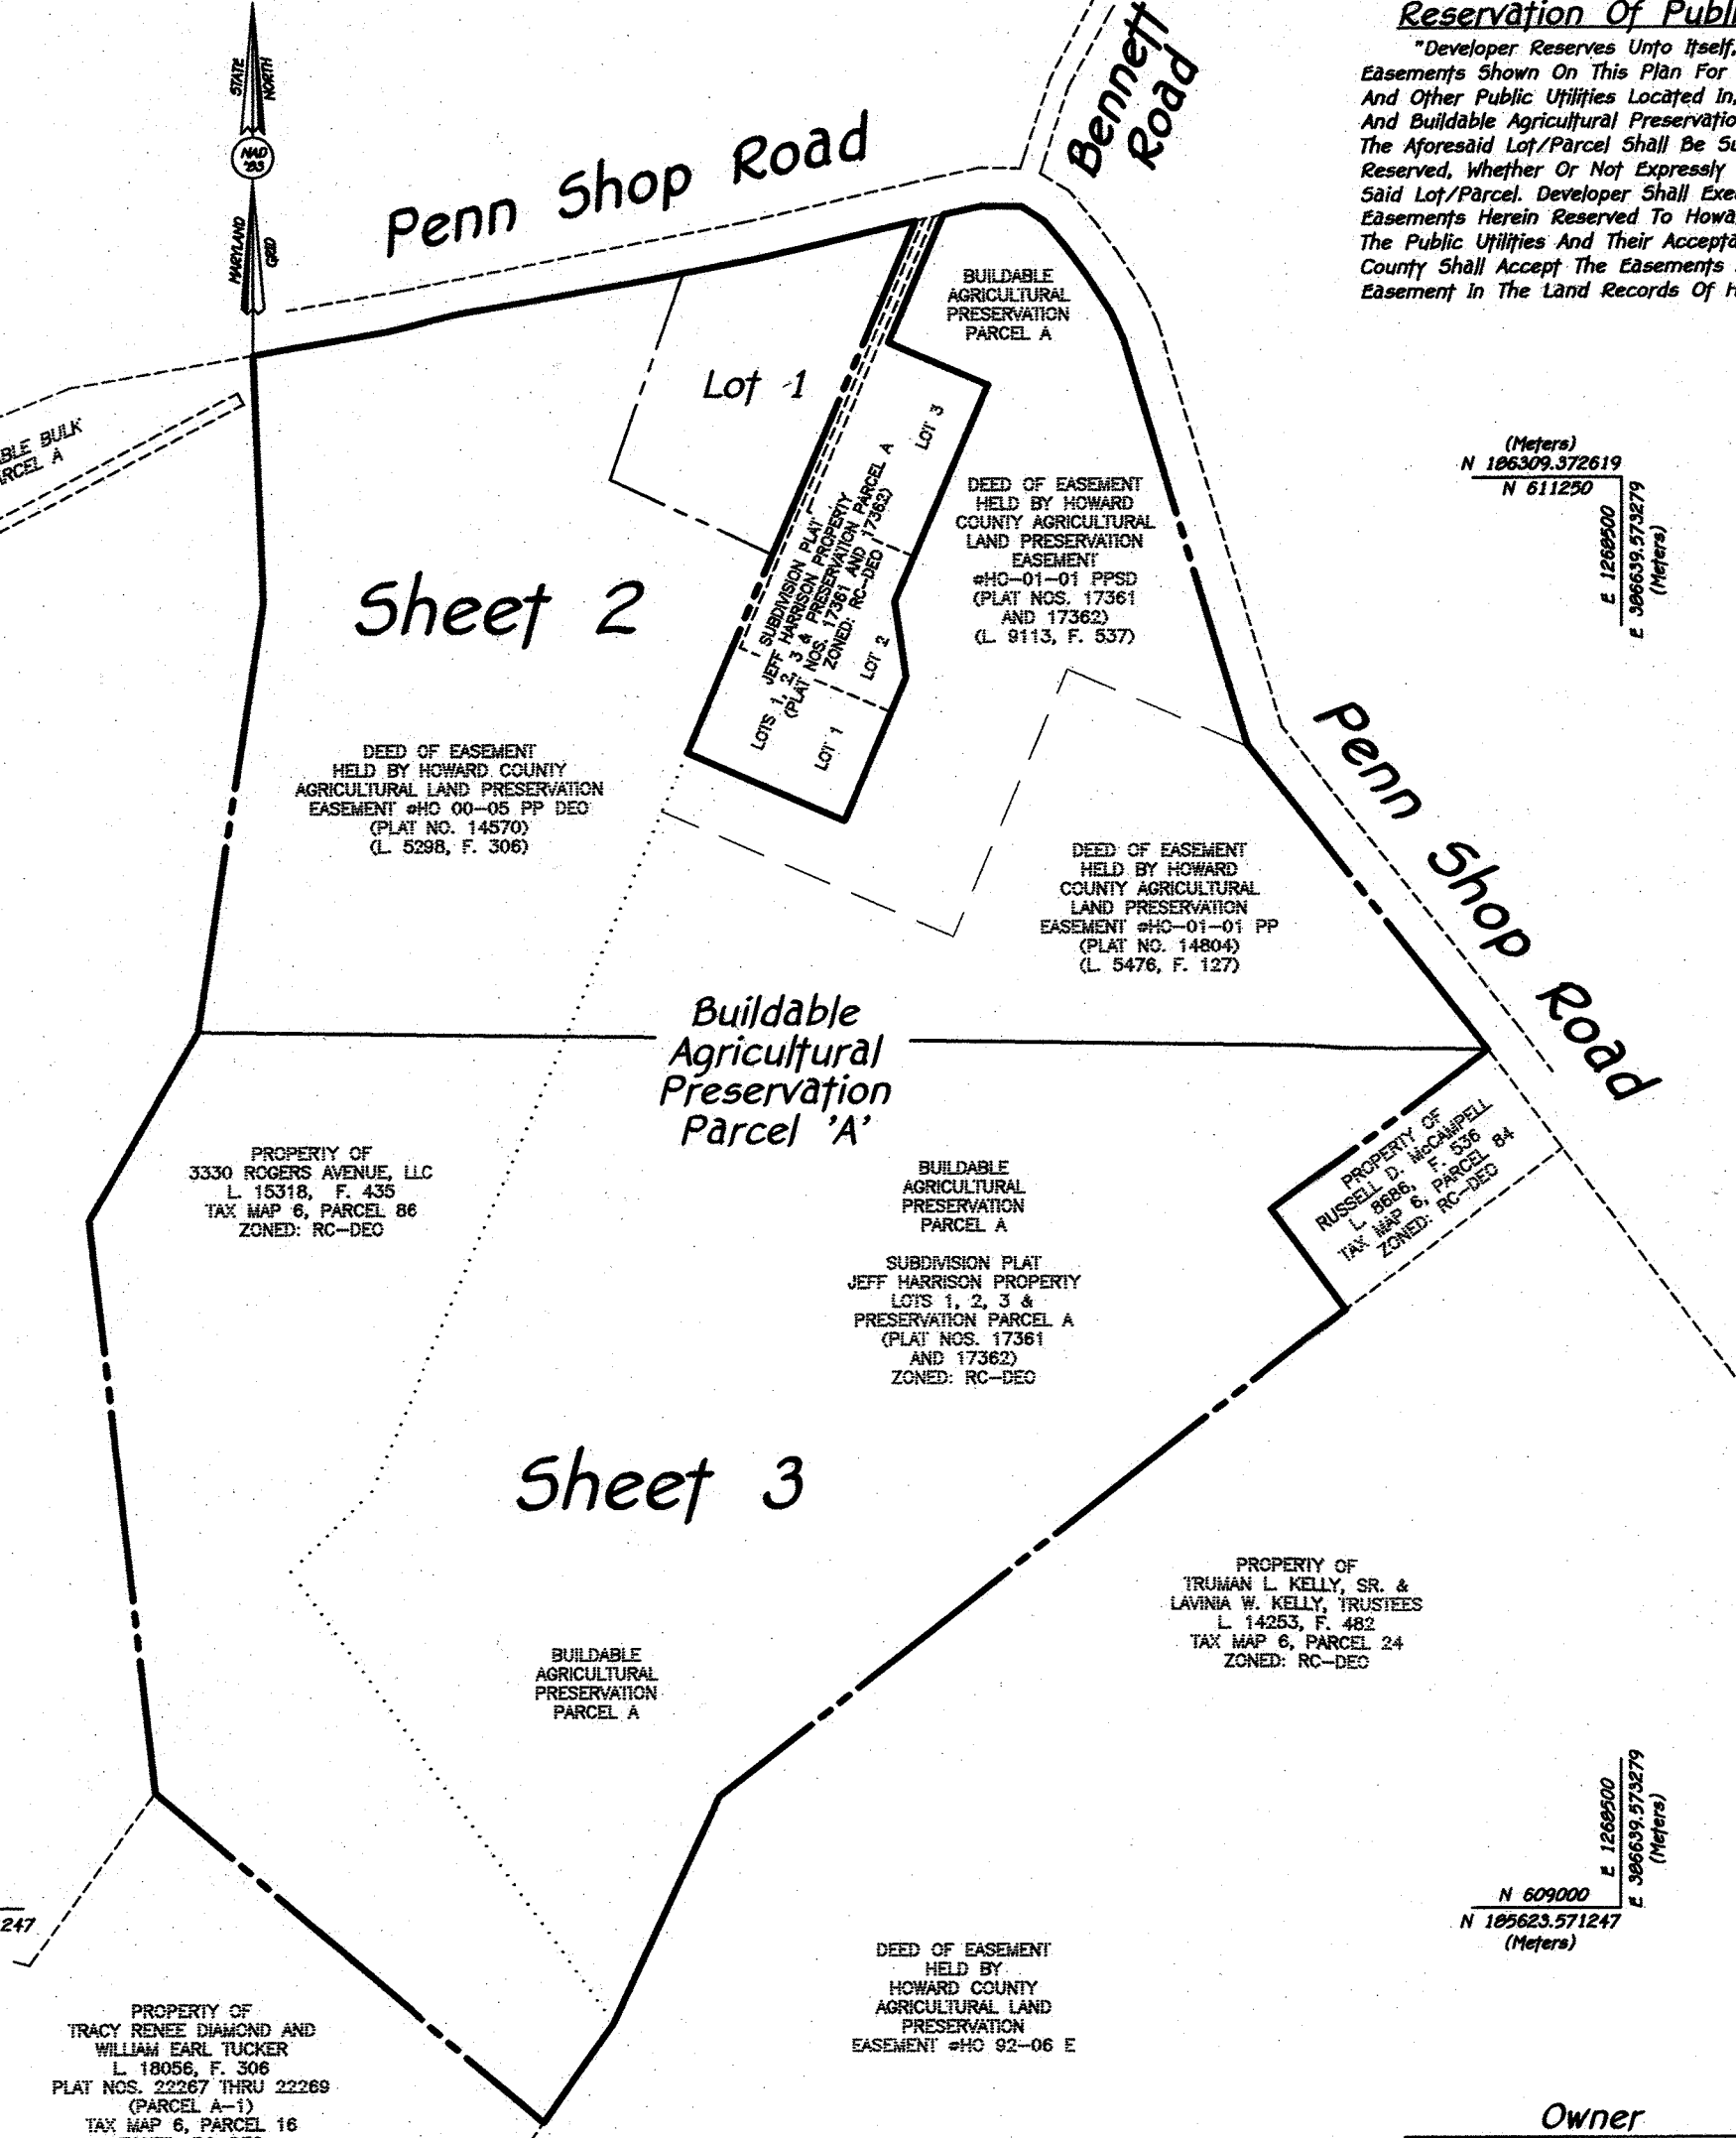 Reservation Of Publi
"Developer Reserves Unto Itself,
Easements Shown On This Plan For
And Other Public Utilities Located In,
And Buildable Agricultural Preservatio
The Aforesaid Lot/Parcel Shall Be Su
Reserved, Whether Or Not Expressly
Said Lot/Parcel. Developer Shall Exe
Easements Herein Reserved To Howa
The Public Utilities And Their Accepta
County Shall Accept The Easements
Easement In The Land Records Of H
STATE
NORTH
NAD
'83
MARYLAND
GRID
Penn Shop Road
Bennett
Road
BUILDABLE
AGRICULTURAL
PRESERVATION
PARCEL A
Lot 1
BLE BULK
ARCEL A
LOT 3
SUBDIVISION PLAT
JEFF HARRISON PROPERTY
LOTS 1, 2, 3 & PRESERVATION PARCEL A
(PLAT NOS. 17361 AND 17362)
ZONED: RC-DEO
LOT 2
LOT 1
(Meters)
N 186309.372619
N 611250
E 1268500
E 386639.573279
(Meters)
DEED OF EASEMENT
HELD BY HOWARD
COUNTY AGRICULTURAL
LAND PRESERVATION
EASEMENT
#HO-01-01 PPSD
(PLAT NOS. 17361
AND 17362)
(L. 9113, F. 537)
Sheet 2
DEED OF EASEMENT
HELD BY HOWARD COUNTY
AGRICULTURAL LAND PRESERVATION
EASEMENT #HO 00-05 PP DEO
(PLAT NO. 14570)
(L. 5298, F. 306)
Penn Shop Road
DEED OF EASEMENT
HELD BY HOWARD
COUNTY AGRICULTURAL
LAND PRESERVATION
EASEMENT #HO-01-01 PP
(PLAT NO. 14804)
(L. 5476, F. 127)
Buildable
Agricultural
Preservation
Parcel 'A'
PROPERTY OF
3330 ROGERS AVENUE, LLC
L. 15318, F. 435
TAX MAP 6, PARCEL 86
ZONED: RC-DEO
PROPERTY OF
RUSSELL D. McCAMPELL
L. 8686, F. 536
TAX MAP 6, PARCEL 84
ZONED: RC-DEO
BUILDABLE
AGRICULTURAL
PRESERVATION
PARCEL A
SUBDIVISION PLAT
JEFF HARRISON PROPERTY
LOTS 1, 2, 3 &
PRESERVATION PARCEL A
(PLAT NOS. 17361
AND 17362)
ZONED: RC-DEO
Sheet 3
PROPERTY OF
TRUMAN L. KELLY, SR. &
LAVINIA W. KELLY, TRUSTEES
L. 14253, F. 482
TAX MAP 6, PARCEL 24
ZONED: RC-DEO
BUILDABLE
AGRICULTURAL
PRESERVATION
PARCEL A
E 1268500
E 386639.573279
(Meters)
N 609000
N 185623.571247
(Meters)
247
DEED OF EASEMENT
HELD BY
HOWARD COUNTY
AGRICULTURAL LAND
PRESERVATION
EASEMENT #HO 92-06 E
PROPERTY OF
TRACY RENEE DIAMOND AND
WILLIAM EARL TUCKER
L. 18056, F. 306
PLAT NOS. 22267 THRU 22269
(PARCEL A-1)
TAX MAP 6, PARCEL 16
Owner